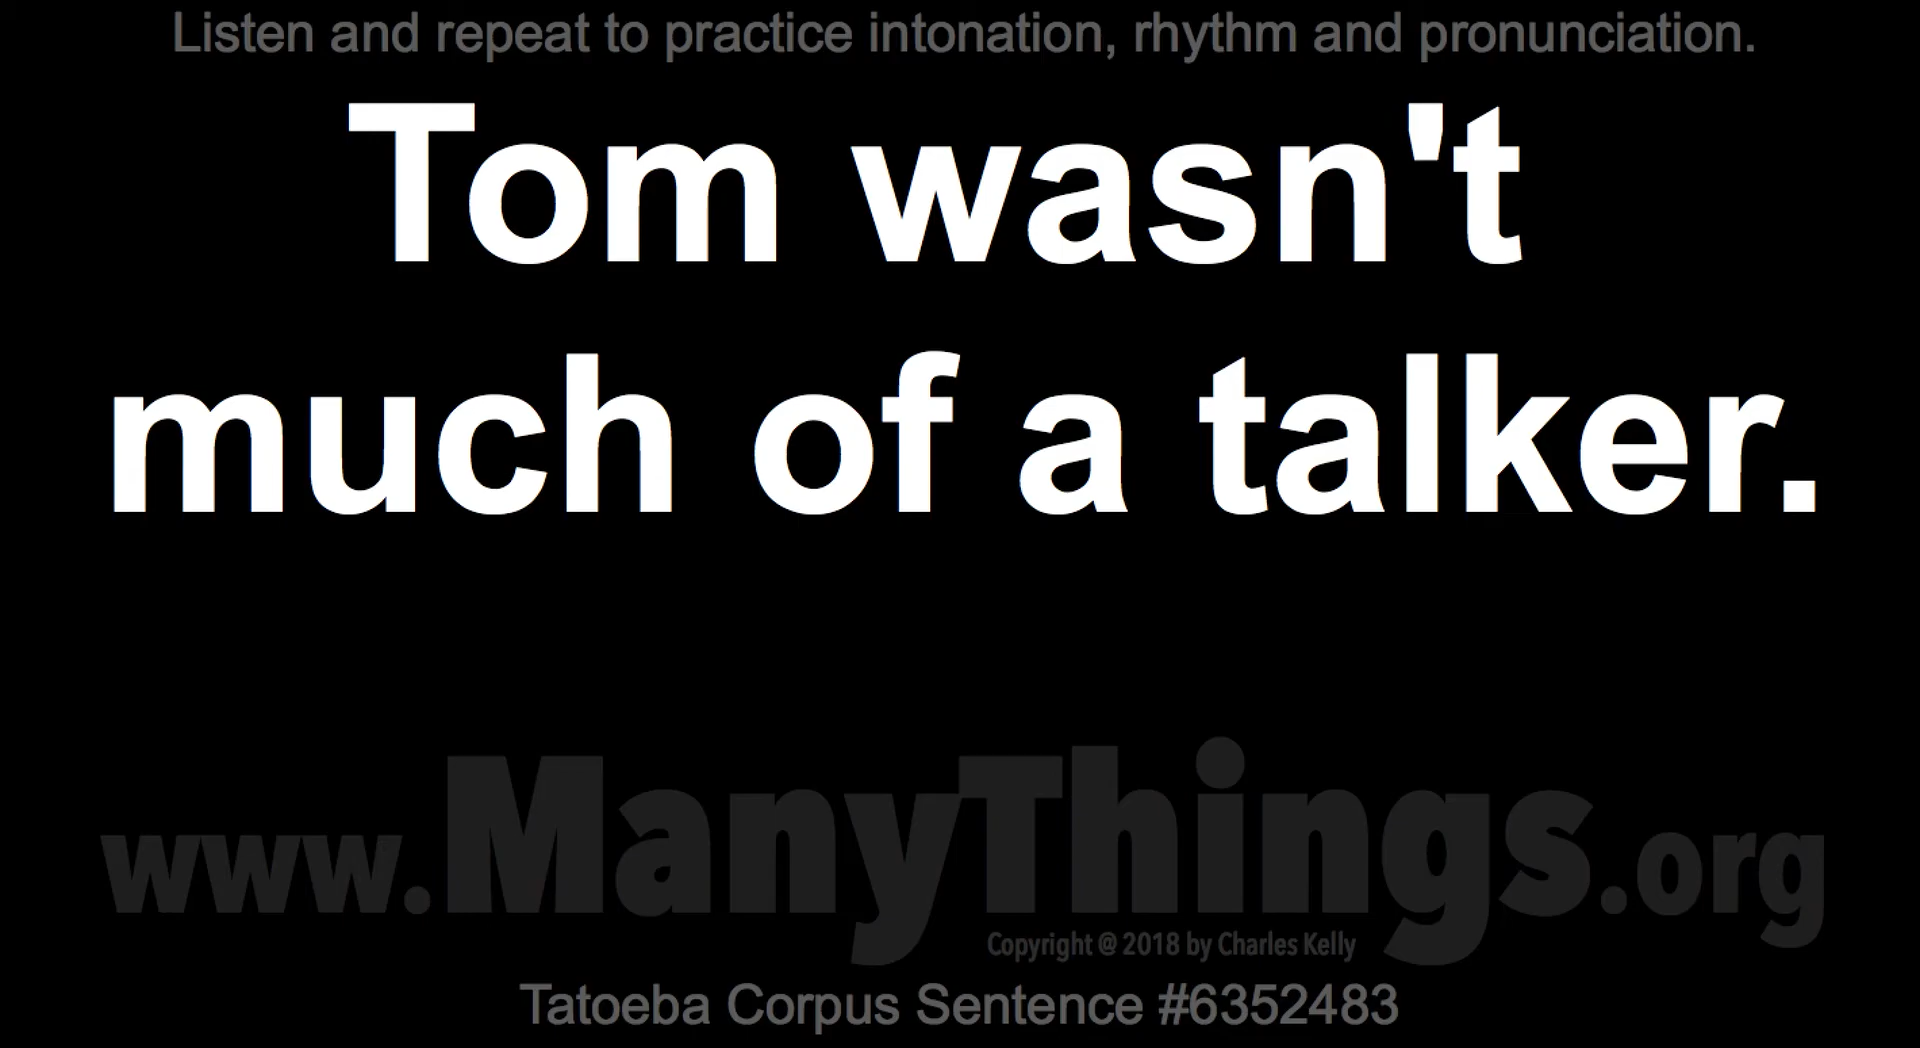 Listen and repeat to practice intonation, rhythm and pronunciation.
Tom wasn't
much of a talker.
www.ManyThings.org
Copyright @ 2018 by Charles Kelly
Tatoeba Corpus Sentence #6352483